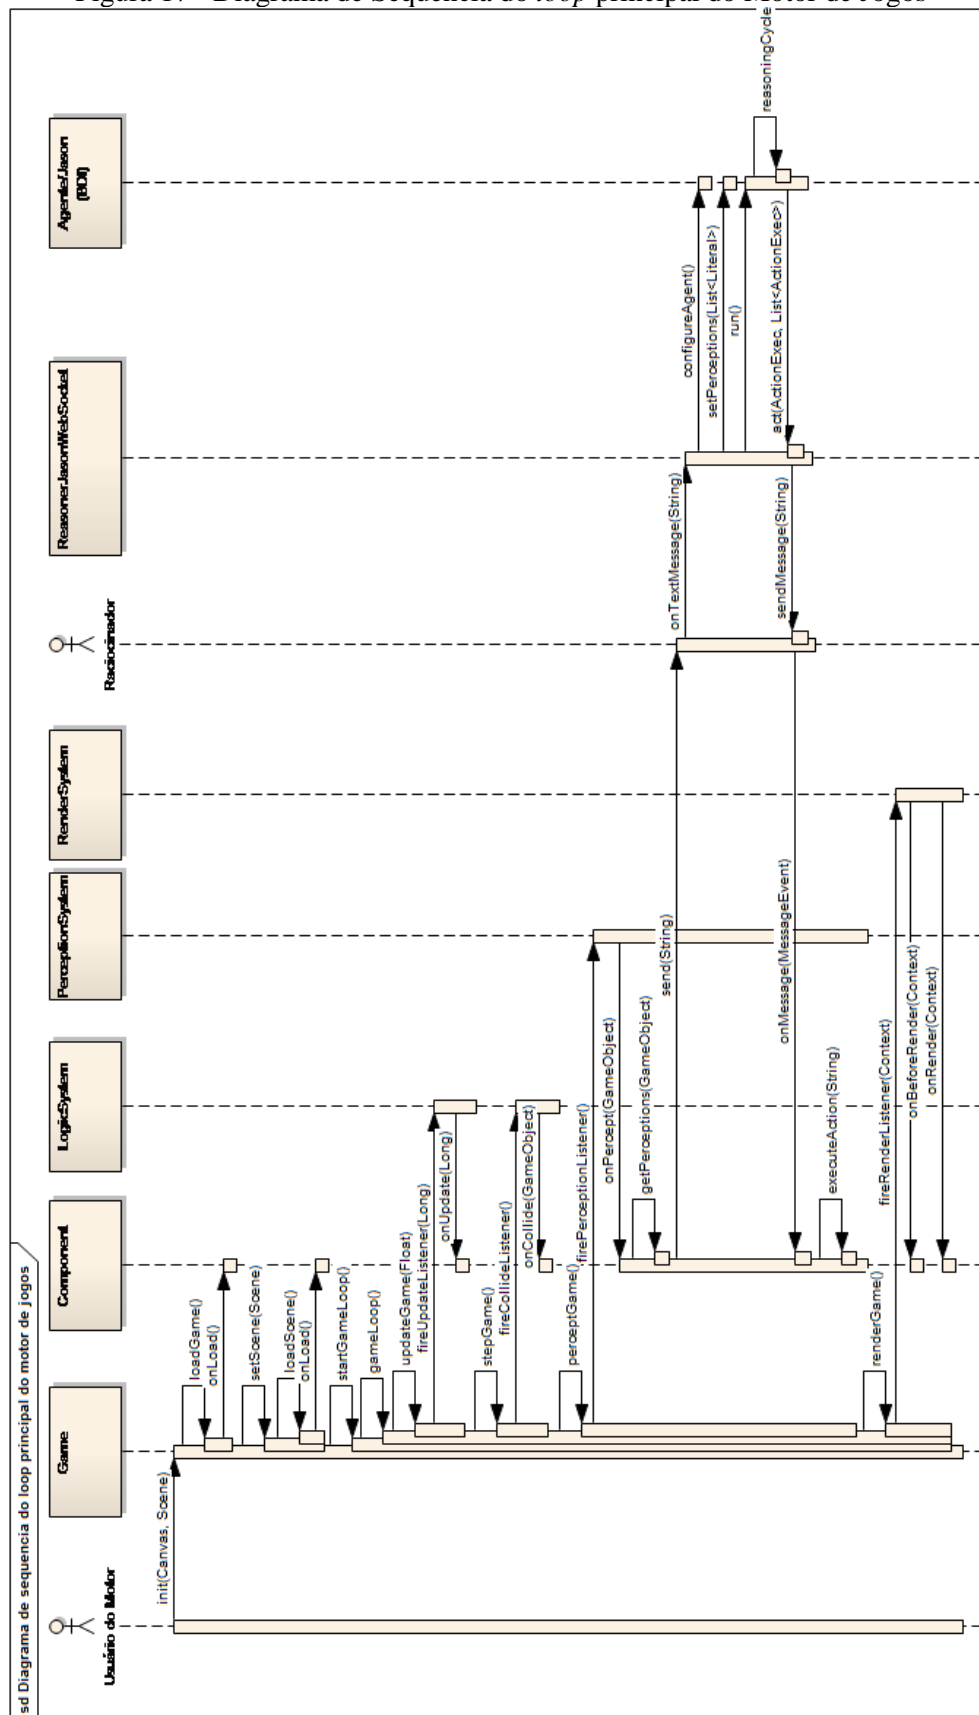 Figura 17 – Diagrama de Sequência do loop principal do Motor de Jogos
sd Diagrama de sequencia do loop principal do motor de jogos
Usuário do Motor
Game
Component
LogicSystem
PerceptionSystem
RenderSystem
Raciocinador
ReasonerJasonWebSocket
AgenteJason
(BDI)
init(Canvas, Scene)
loadGame()
onLoad()
setScene(Scene)
loadScene()
onLoad()
startGameLoop()
gameLoop()
updateGame(Float)
fireUpdateListener(Long)
onUpdate(Long)
stepGame()
fireCollideListener()
onCollide(GameObject)
perceptGame()
firePerceptionListener()
onPercept(GameObject)
getPerceptions(GameObject)
send(String)
onTextMessage(String)
configureAgent()
setPerceptions(List<Literal>)
run()
reasoningCycle
act(ActionExec, List<ActionExec>)
sendMessage(String)
onMessage(MessageEvent)
executeAction(String)
renderGame()
fireRenderListener(Context)
onBeforeRender(Context)
onRender(Context)